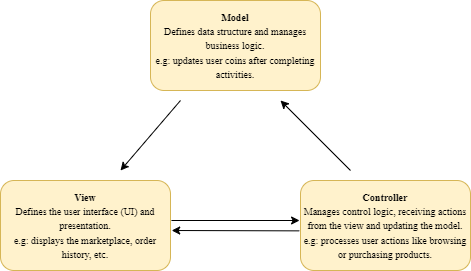 Model
Defines data structure and manages
business logic.
e.g: updates user coins after completing
activities.
View
Defines the user interface (UI) and
presentation.
e.g: displays the marketplace, order
history, etc.
Controller
Manages control logic, receiving actions
from the view and updating the model.
e.g: processes user actions like browsing
or purchasing products.